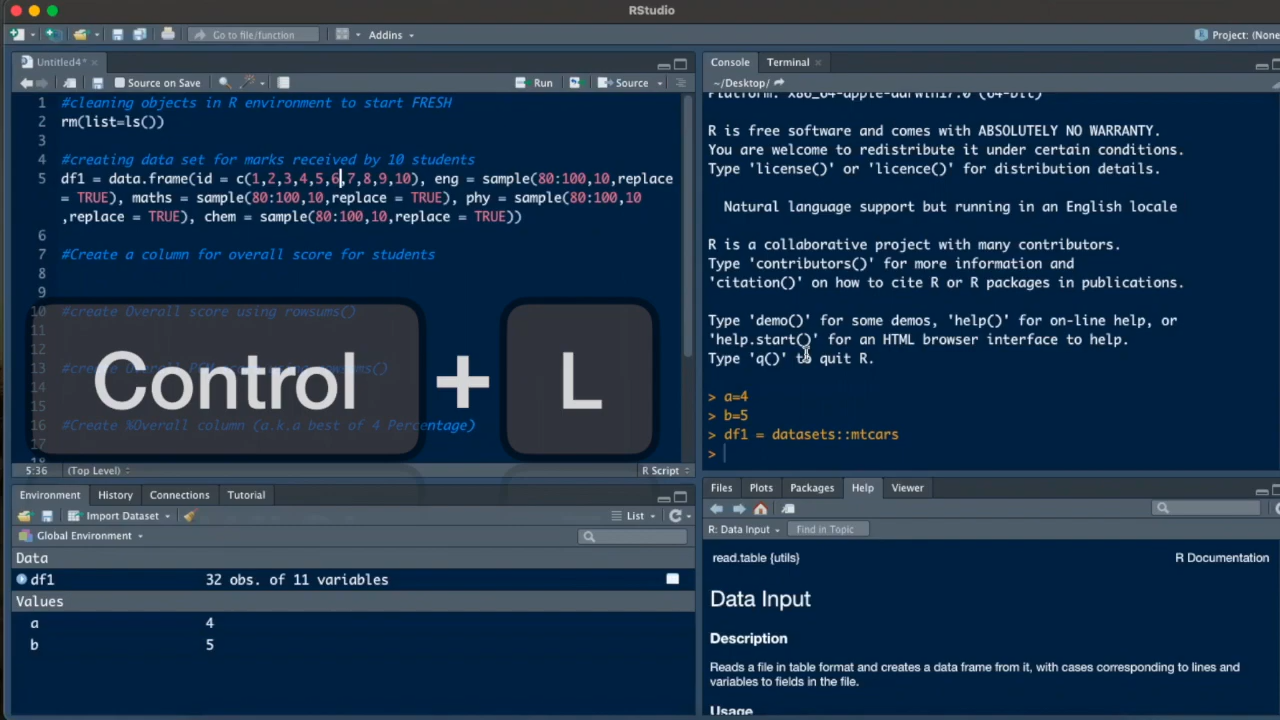 RStudio
Go to file/function
Addins
Project: (None
Untitled4*
Source on Save
Run
Source
1 #cleaning objects in R environment to start FRESH
2 rm(list=ls())
3
4 #creating data set for marks received by 10 students
5 df1 = data.frame(id = c(1,2,3,4,5,6,7,8,9,10), eng = sample(80:100,10,replace
= TRUE), maths = sample(80:100,10,replace = TRUE), phy = sample(80:100,10
,replace = TRUE), chem = sample(80:100,10,replace = TRUE))
6
7 #Create a column for overall score for students
8
9
10 #create Overall score using rowsums()
11
12
13
14
15
16 #Create %Overall column (a.k.a best of 4 Percentage)
17
Control + L
5:36 (Top Level) R Script
Console Terminal
~/Desktop/
Platform: x86_64-apple-darwin17.0 (64-bit)
R is free software and comes with ABSOLUTELY NO WARRANTY.
You are welcome to redistribute it under certain conditions.
Type 'license()' or 'licence()' for distribution details.
Natural language support but running in an English locale
R is a collaborative project with many contributors.
Type 'contributors()' for more information and
'citation()' on how to cite R or R packages in publications.
Type 'demo()' for some demos, 'help()' for on-line help, or
'help.start()' for an HTML browser interface to help.
Type 'q()' to quit R.
> a=4
> b=5
> df1 = datasets::mtcars
>
Environment History Connections Tutorial
Import Dataset
List
Global Environment
Data
df1 32 obs. of 11 variables
Values
a 4
b 5
Files Plots Packages Help Viewer
R: Data Input
Find in Topic
read.table {utils} R Documentation
Data Input
Description
Reads a file in table format and creates a data frame from it, with cases corresponding to lines and
variables to fields in the file.
Usage